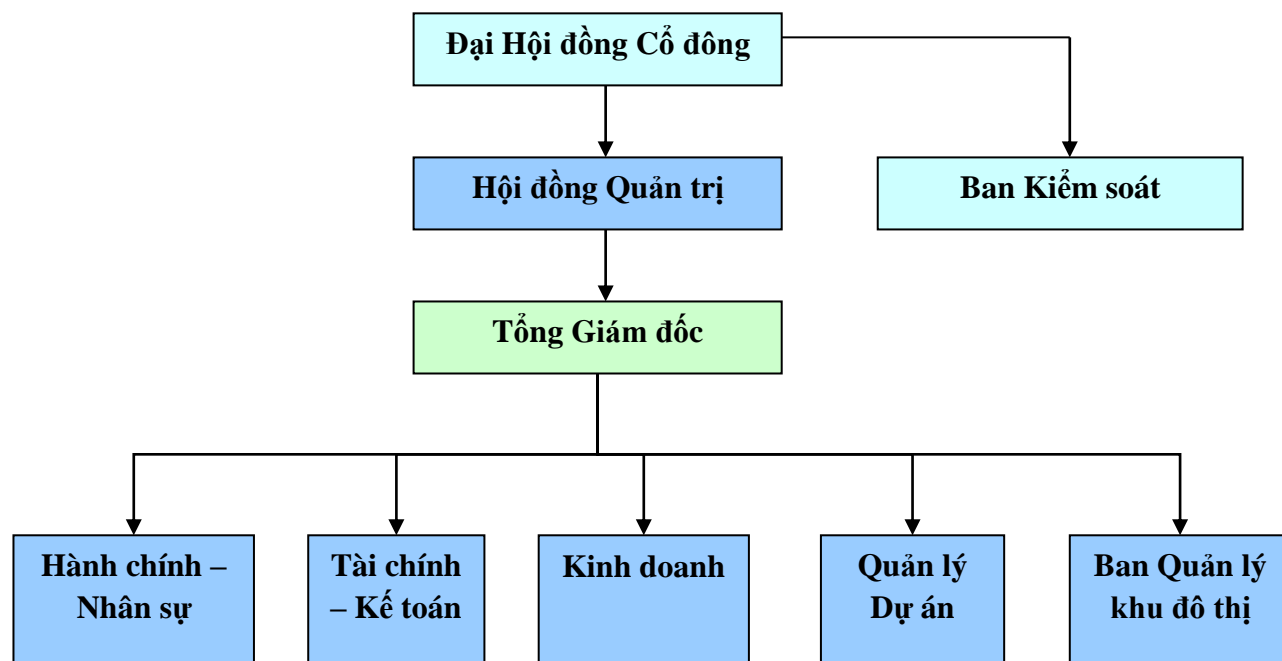 Đại Hội đồng Cổ đông
Hội đồng Quản trị
Ban Kiểm soát
Tổng Giám đốc
Hành chính –
Nhân sự
Tài chính
– Kế toán
Kinh doanh
Quản lý
Dự án
Ban Quản lý
khu đô thị